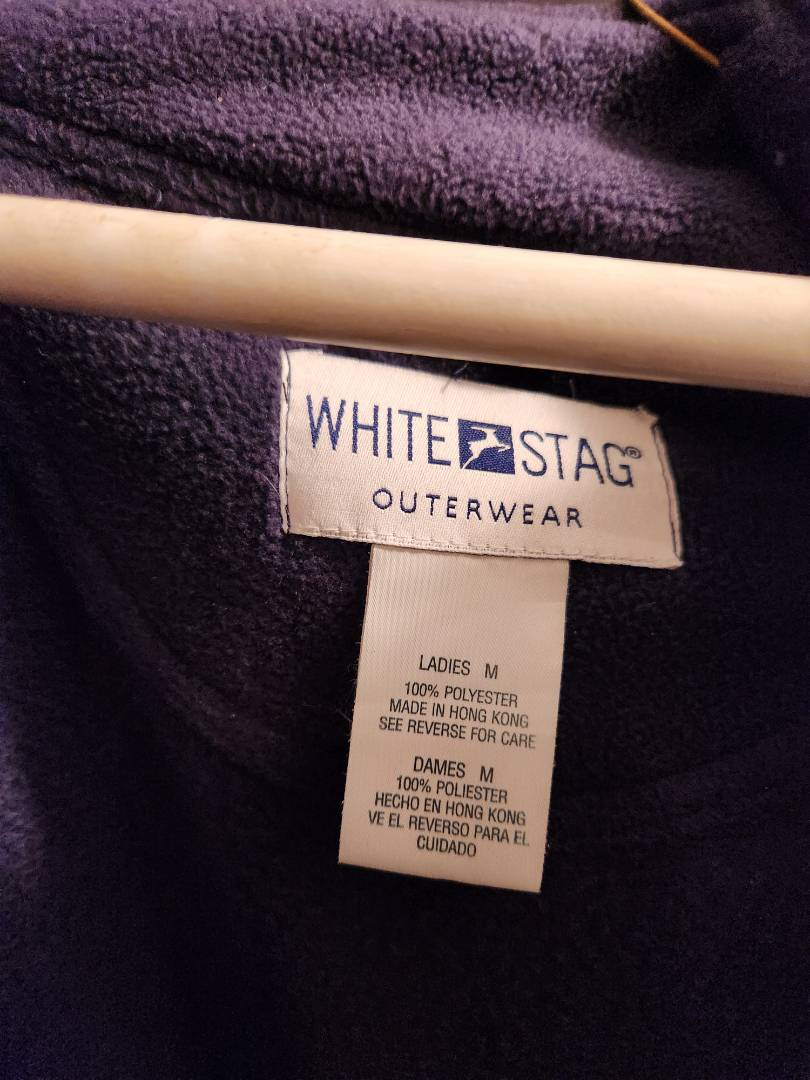 WHITE STAG®
OUTERWEAR
LADIES M
100% POLYESTER
MADE IN HONG KONG
SEE REVERSE FOR CARE
DAMES M
100% POLIESTER
HECHO EN HONG KONG
VE EL REVERSO PARA EL
CUIDADO